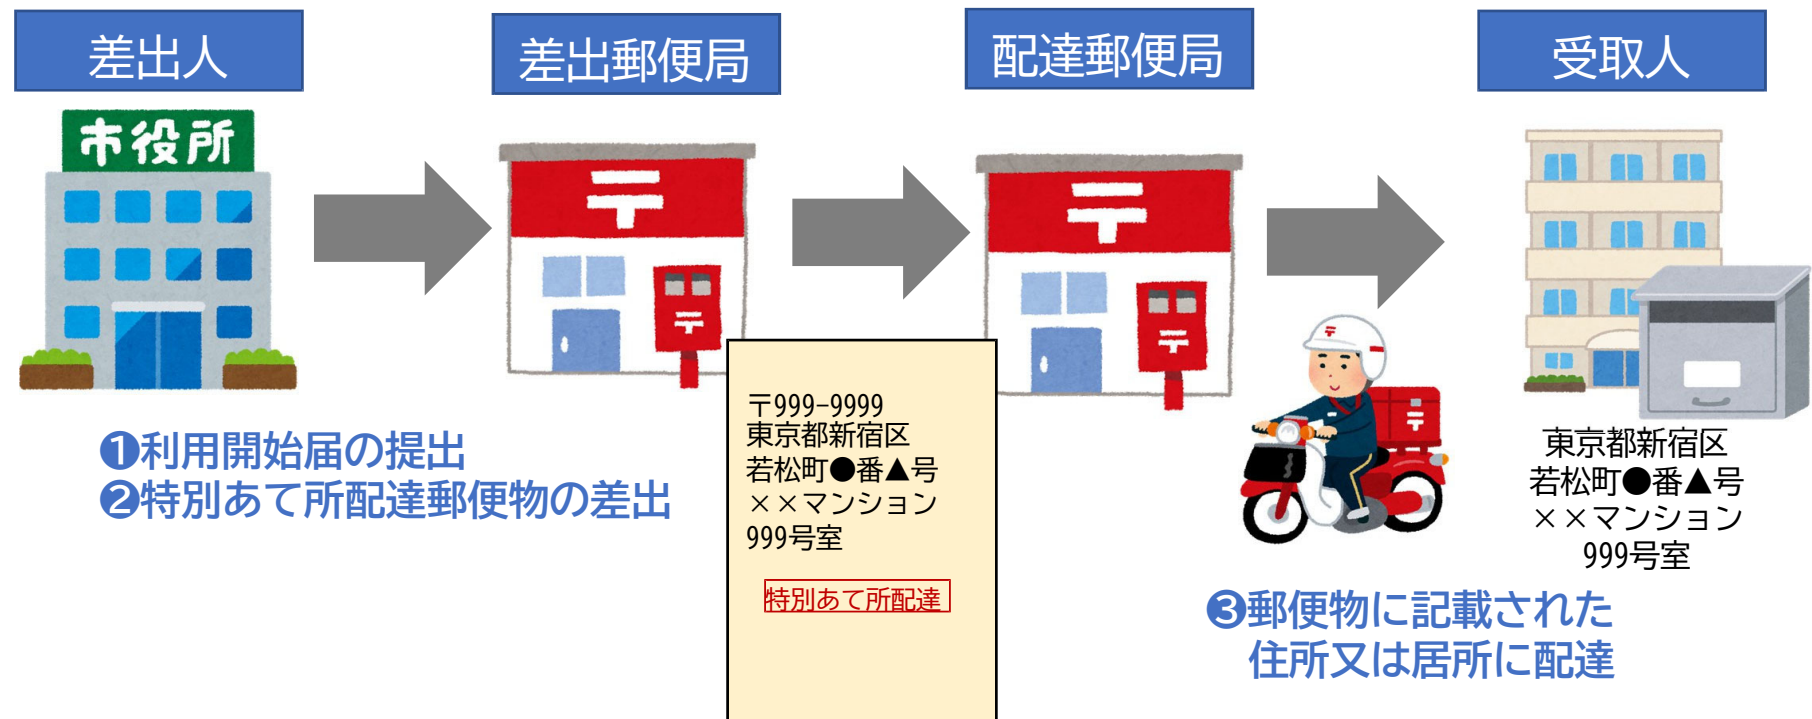 差出人
差出郵便局
配達郵便局
受取人
市役所
〒
〒
〒
〒
〒
〒
❶利用開始届の提出
❷特別あて所配達郵便物の差出
〒999-9999
東京都新宿区
若松町●番▲号
××マンション
999号室
特別あて所配達
東京都新宿区
若松町●番▲号
××マンション
999号室
❸郵便物に記載された
住所又は居所に配達